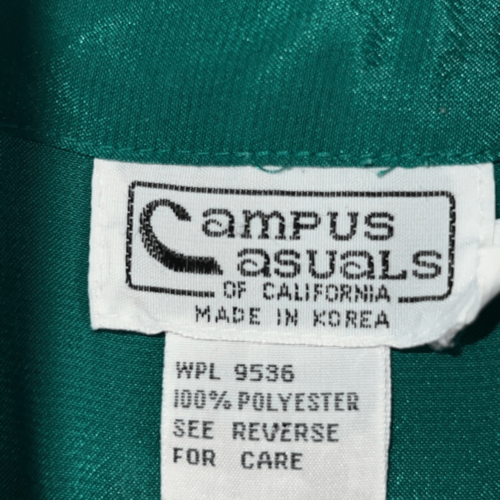 Campus
Casuals
OF CALIFORNIA
MADE IN KOREA
WPL 9536
100% POLYESTER
SEE REVERSE
FOR CARE